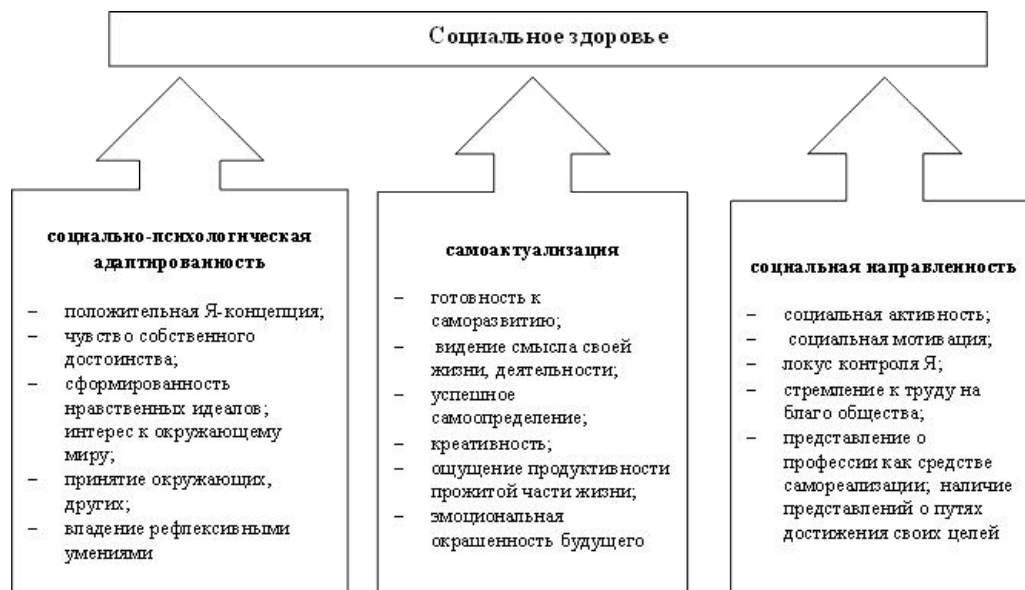 Социальное здоровье
социально-психологическая
адаптированность
– положительная Я-концепция;
– чувство собственного
достоинства;
– сформированность
нравственных идеалов;
интерес к окружающему
миру;
– принятие окружающих,
других;
– владение рефлексивными
умениями
самоактуализация
– готовность к
саморазвитию;
– видение смысла своей
жизни, деятельности;
– успешное
самоопределение;
– креативность;
– ощущение продуктивности
прожитой части жизни;
– эмоциональная
окрашенность будущего
социальная направленность
– социальная активность;
– социальная мотивация;
– локус контроля Я;
– стремление к труду на
благо общества;
– представление о
профессии как средстве
самореализации; наличие
представлений о путях
достижения своих целей